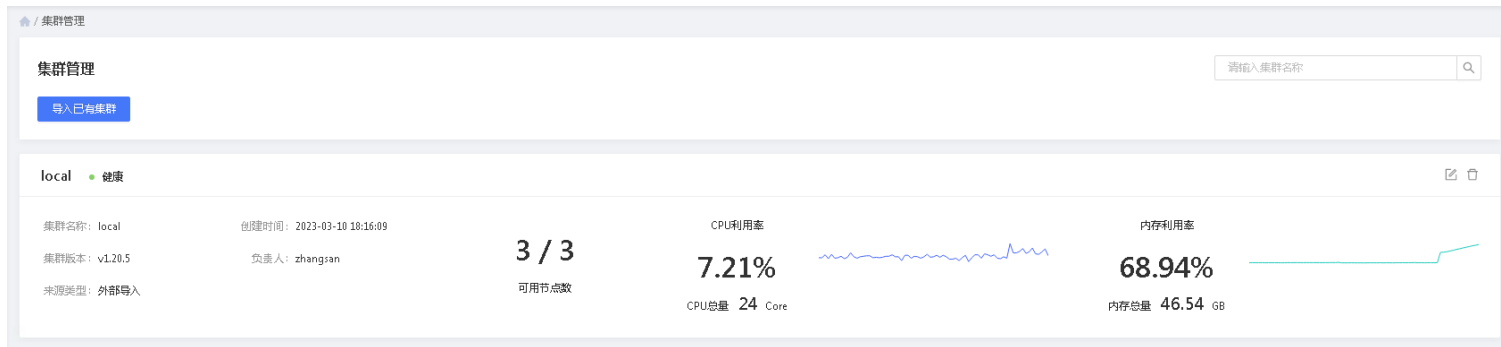 / 集群管理
集群管理
请输入集群名称
导入已有集群
local 健康
集群名称: local 创建时间: 2023-03-10 18:16:09
集群版本: v1.20.5 负责人: zhangsan
来源类型: 外部导入
3 / 3
可用节点数
CPU利用率
7.21%
CPU总量 24 Core
内存利用率
68.94%
内存总量 46.54 GB